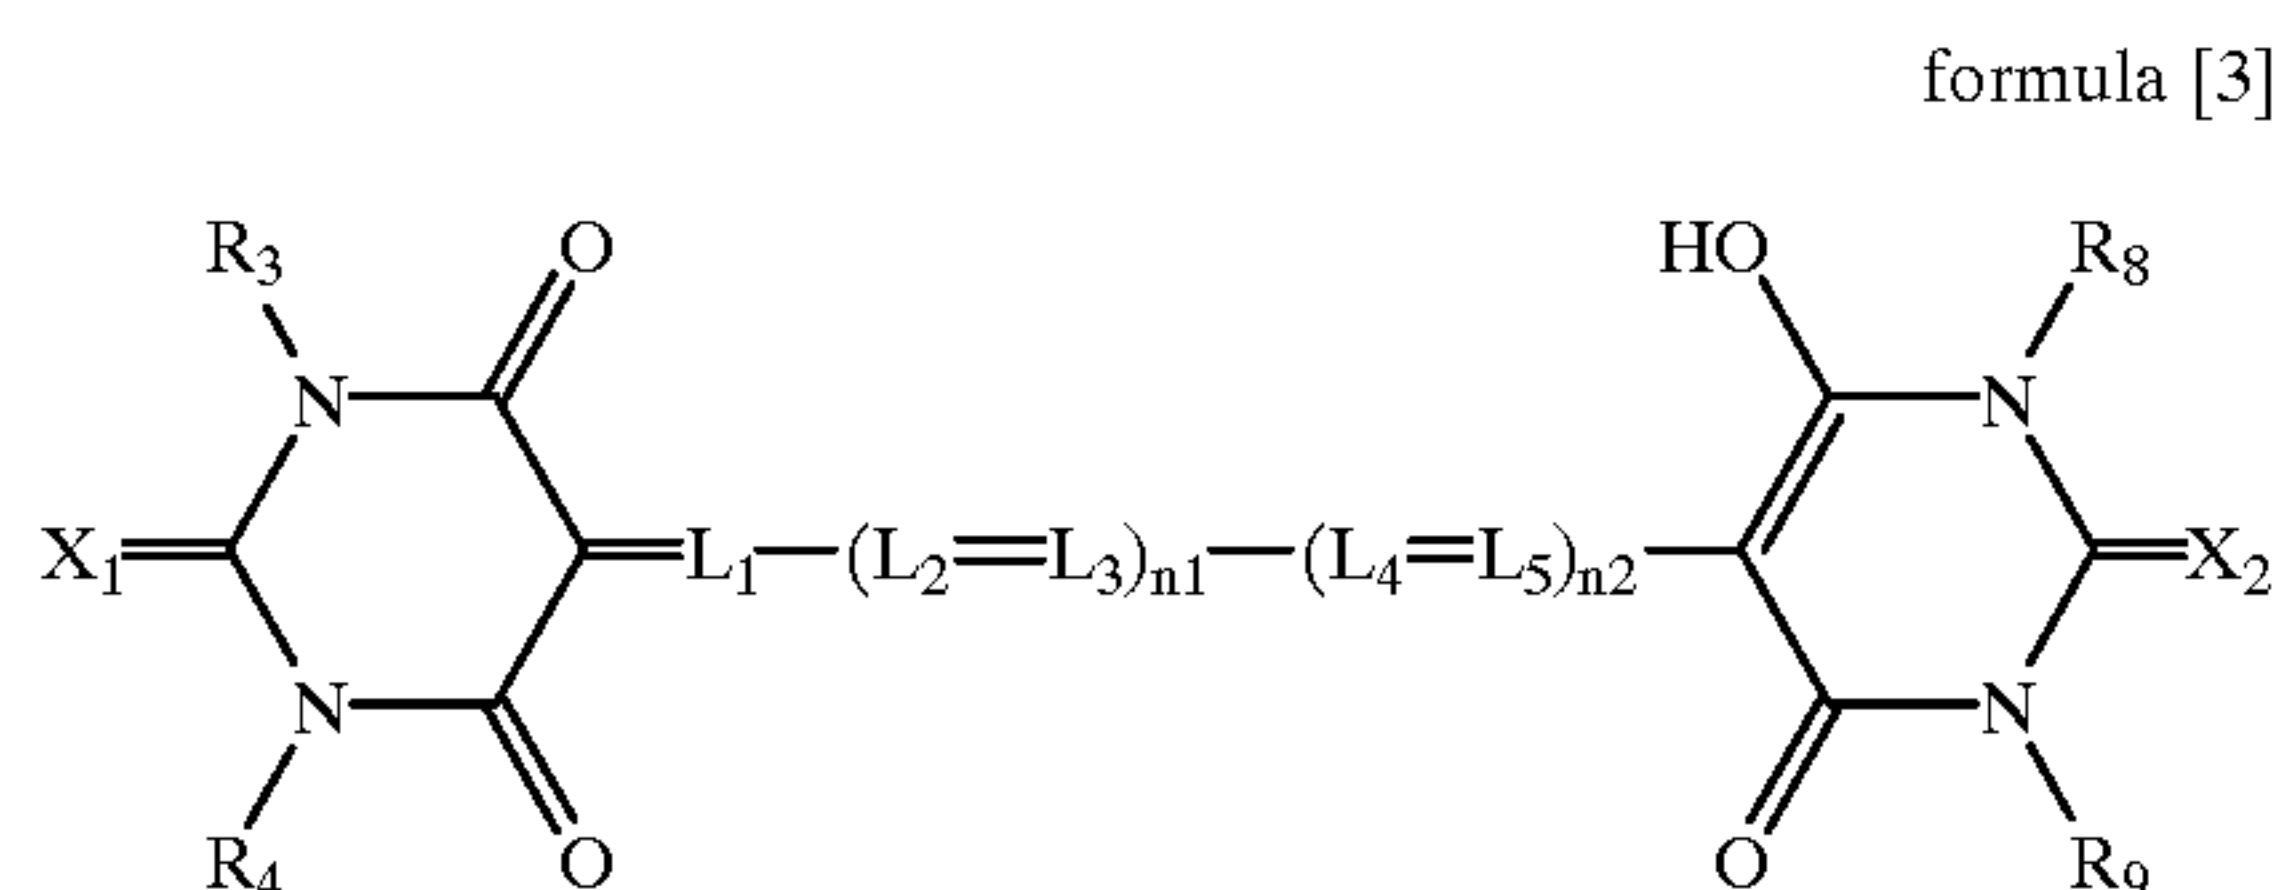 formula [3]
R3 O HO R8
N N
X1 L1 (L2 L3)n1 (L4 L5)n2 X2
N N
R4 O O R9